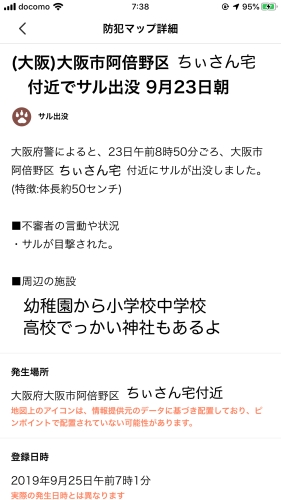 docomo 7:38 95%
防犯マップ詳細
(大阪)大阪市阿倍野区 ちぃさん宅
付近でサル出没 9月23日朝
サル出没
大阪府警によると、23日午前8時50分ごろ、大阪市
阿倍野区 ちぃさん宅 付近にサルが出没しました。
(特徴:体長約50センチ)
■不審者の言動や状況
・サルが目撃された。
■周辺の施設
幼稚園から小学校中学校
高校でっかい神社もあるよ
発生場所
大阪府大阪市阿倍野区 ちぃさん宅付近
地図上のアイコンは、情報提供元のデータに基づき配置しており、ピ
ンポイントで配置されていない可能性があります。
登録日時
2019年9月25日午前7時1分
実際の発生日時とは異なります